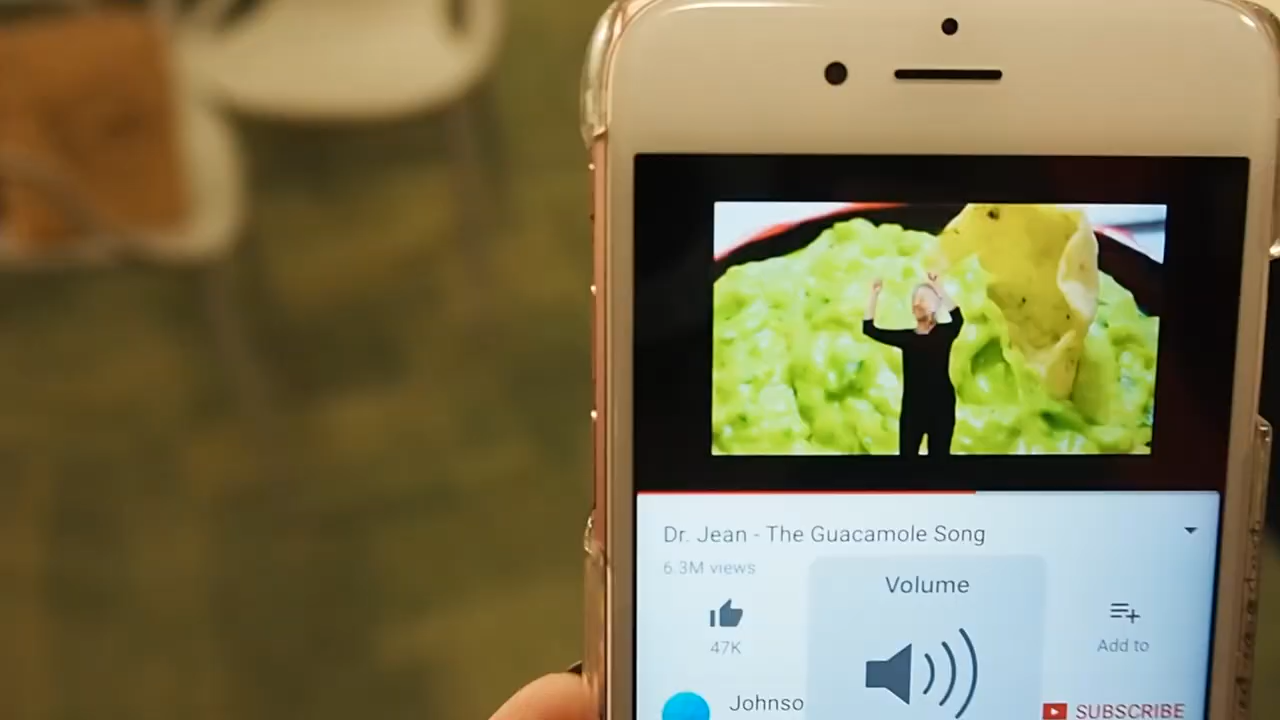 Dr. Jean - The Guacamole Song
6.3M views
Volume
47K
Add to
Johnso
SUBSCRIBE